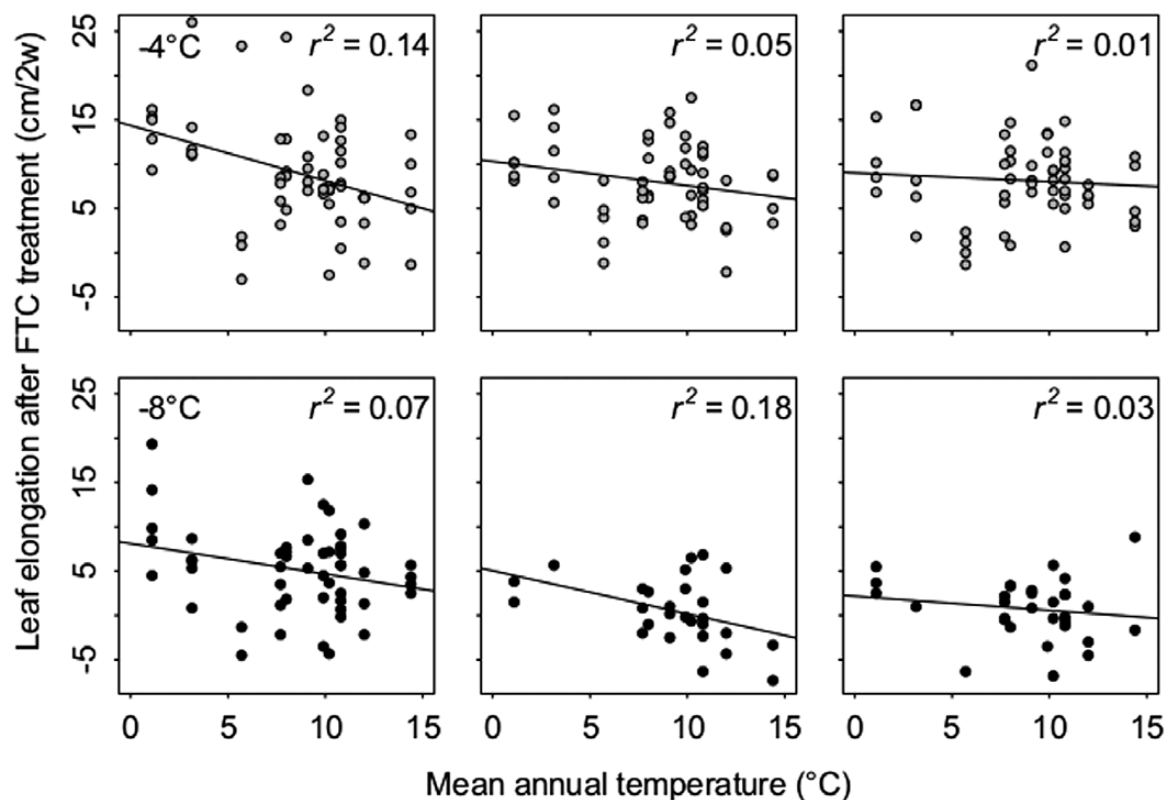 Leaf elongation after FTC treatment (cm/2w)
25
15
5
-5
-4°C
r² = 0.14
r² = 0.05
r² = 0.01
25
15
5
-5
-8°C
r² = 0.07
r² = 0.18
r² = 0.03
0 5 10 15
0 5 10 15
0 5 10 15
Mean annual temperature (°C)